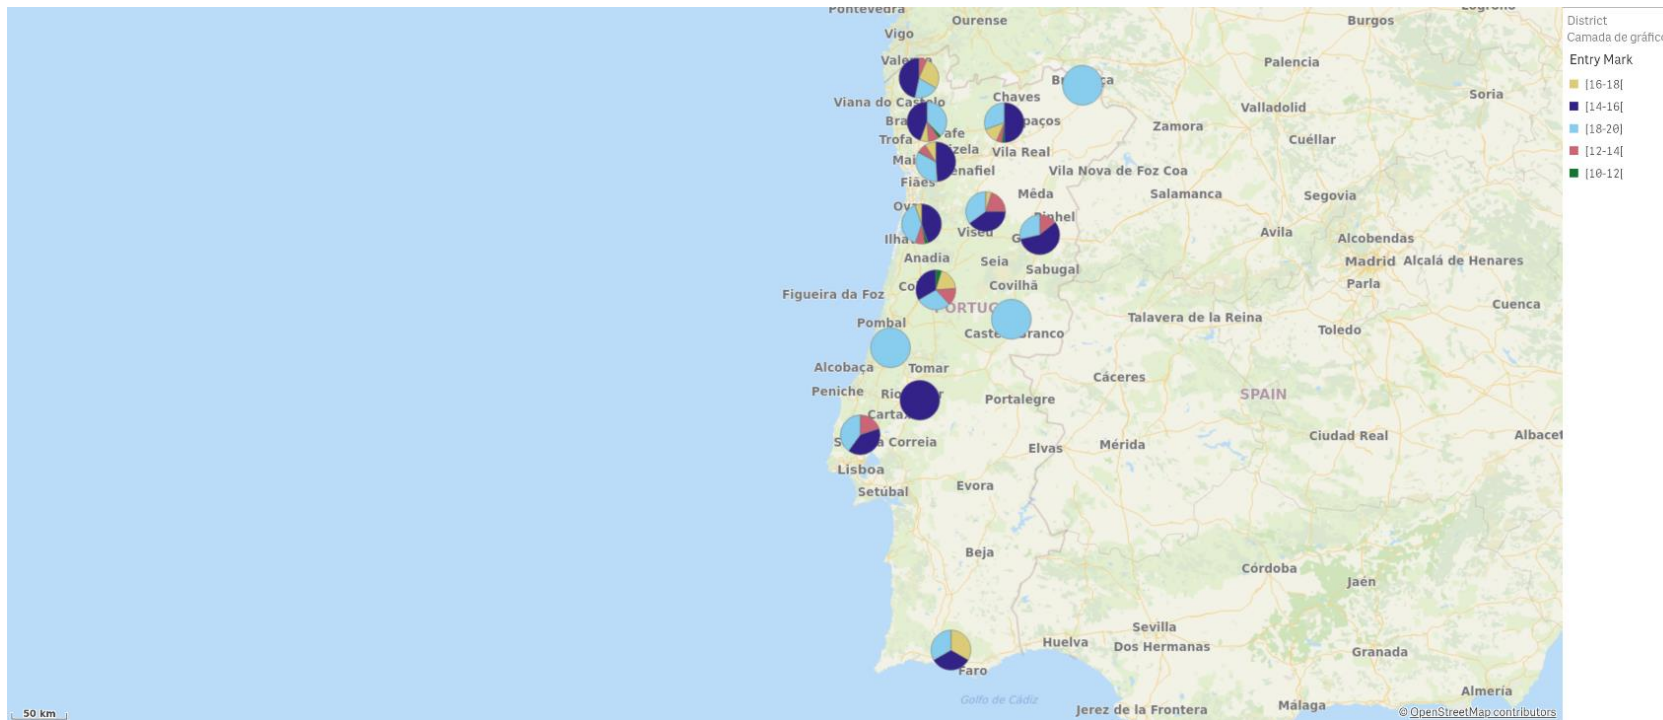 Pontevedra
Ourense
Burgos
Vigo
Palencia
Chaves
Soria
Viana do Castelo
Valladolid
Trofa
Zamora
Cuéllar
Vila Real
Fiães
Vila Nova de Foz Coa
Mêda
Salamanca
Segovia
Viseu
Avila
Alcobendas
Anadia
Seia
Sabugal
Madrid
Alcalá de Henares
Figueira da Foz
Covilhã
Parla
Cuenca
Pombal
Talavera de la Reina
Toledo
Alcobaça
Tomar
Cáceres
Peniche
Portalegre
SPAIN
Correia
Elvas
Mérida
Ciudad Real
Lisboa
Setúbal
Evora
Beja
Córdoba
Jaén
Sevilla
Huelva
Dos Hermanas
Granada
Faro
Golfo de Cádiz
Almería
Málaga
Jerez de la Frontera
50 km
© OpenStreetMap contributors
District
Camada de gráfic
Entry Mark
[16-18[
[14-16[
[18-20]
[12-14[
[10-12[